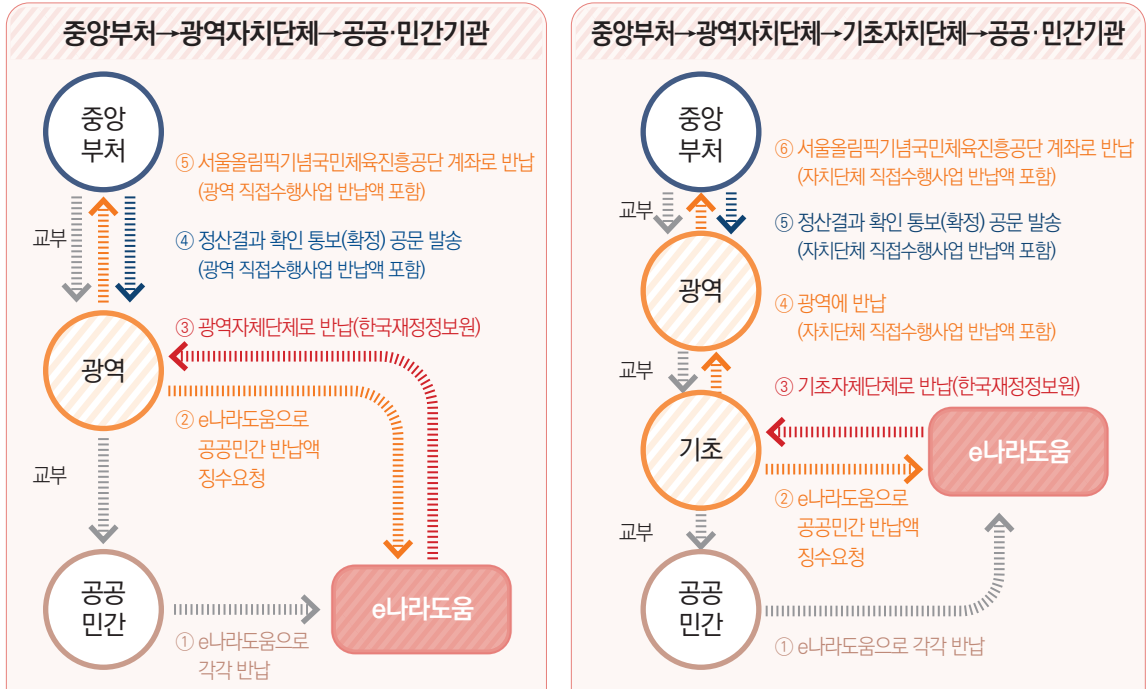 중앙부처→광역자치단체→공공·민간기관
중앙
부처
⑤ 서울올림픽기념국민체육진흥공단 계좌로 반납
(광역 직접수행사업 반납액 포함)
교부
④ 정산결과 확인 통보(확정) 공문 발송
(광역 직접수행사업 반납액 포함)
③ 광역자체단체로 반납(한국재정정보원)
광역
② e나라도움으로
공공민간 반납액
징수요청
교부
공공
민간
e나라도움
① e나라도움으로
각각 반납
중앙부처→광역자치단체→기초자치단체→공공·민간기관
중앙
부처
⑥ 서울올림픽기념국민체육진흥공단 계좌로 반납
(자치단체 직접수행사업 반납액 포함)
교부
⑤ 정산결과 확인 통보(확정) 공문 발송
(자치단체 직접수행사업 반납액 포함)
광역
④ 광역에 반납
(자치단체 직접수행사업 반납액 포함)
교부
③ 기초자체단체로 반납(한국재정정보원)
기초
e나라도움
② e나라도움으로
공공민간 반납액
징수요청
교부
공공
민간
① e나라도움으로 각각 반납